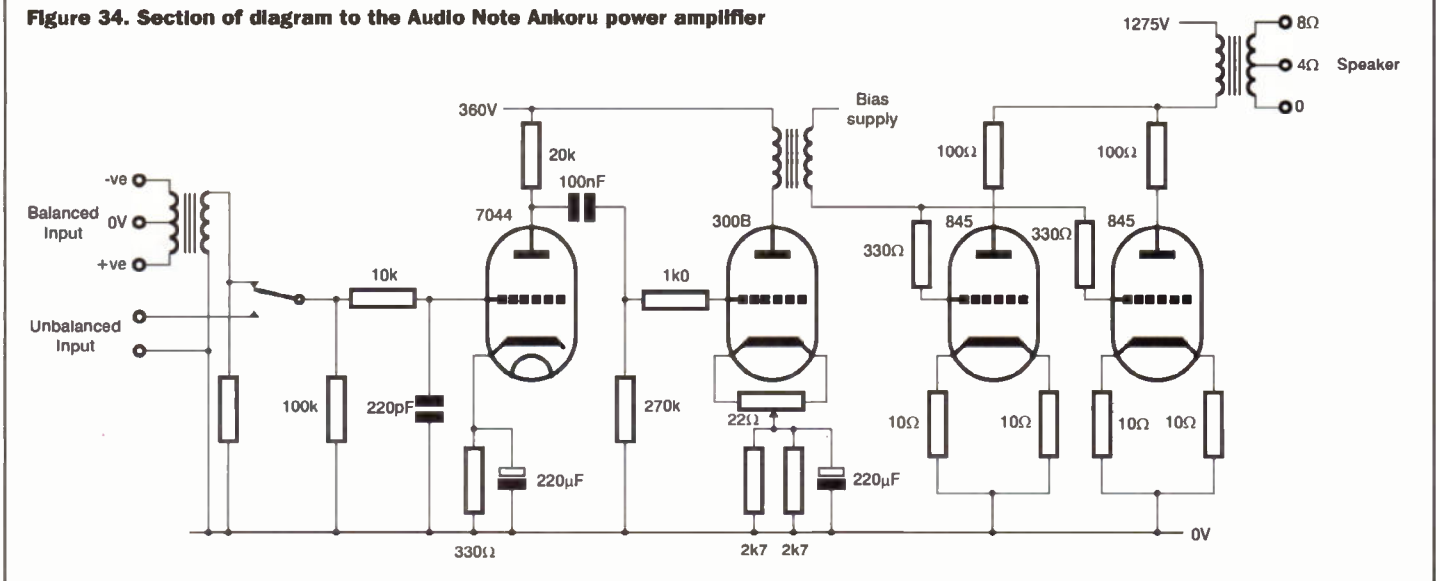 Figure 34. Section of diagram to the Audio Note Ankoru power amplifier
1275V
8Ω
4Ω
Speaker
0
360V
Bias
supply
20k
100nF
100Ω
100Ω
-ve
Balanced
Input
0V
+ve
7044
300B
845
845
330Ω
330Ω
10k
1k0
Unbalanced
Input
100k
220pF
270k
22Ω
10Ω
10Ω
10Ω
10Ω
220µF
220µF
330Ω
2k7
2k7
0V